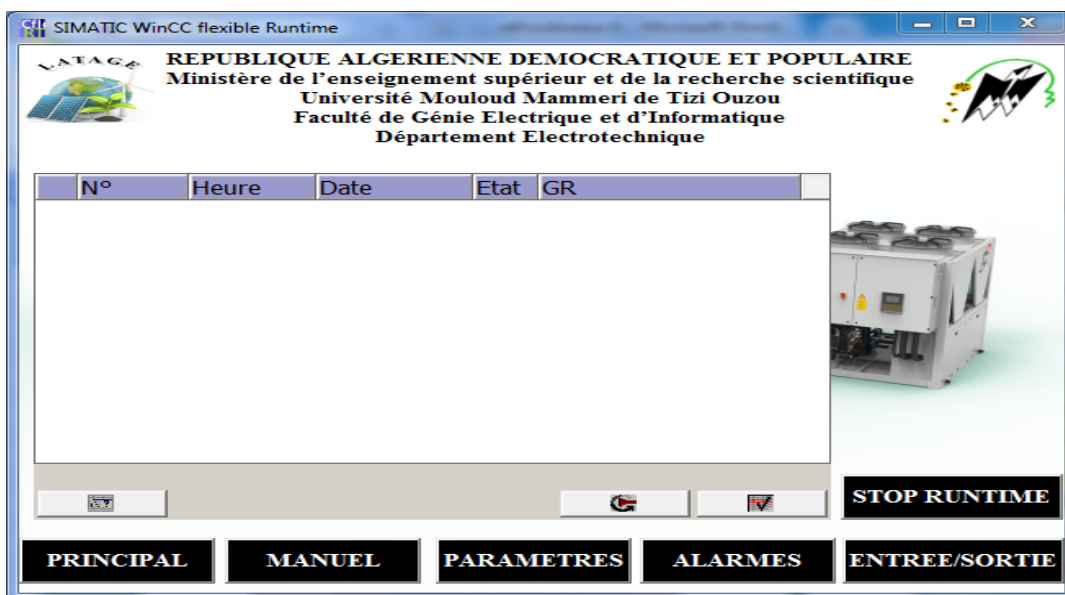 SIMATIC WinCC flexible Runtime
LATAGE
REPUBLIQUE ALGERIENNE DEMOCRATIQUE ET POPULAIRE
Ministère de l’enseignement supérieur et de la recherche scientifique
Université Mouloud Mammeri de Tizi Ouzou
Faculté de Génie Electrique et d’Informatique
Département Electrotechnique
N° Heure Date Etat GR
STOP RUNTIME
PRINCIPAL MANUEL PARAMETRES ALARMES ENTREE/SORTIE